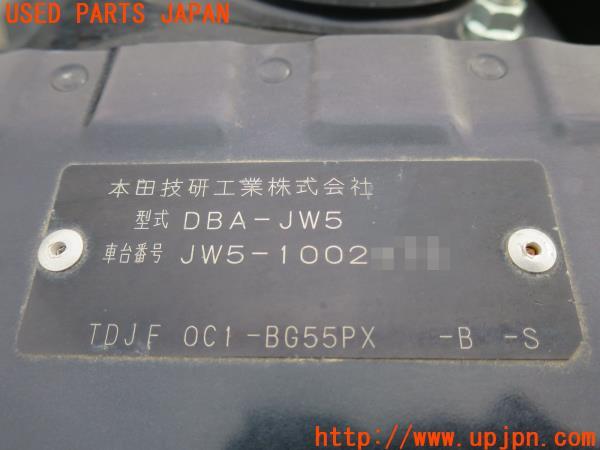 USED PARTS JAPAN
本田技研工業株式会社
型式 DBA-JW5
車台番号 JW5-1002
TDJF 0C1-BG55PX -B -S
http://www.upjpn.com/